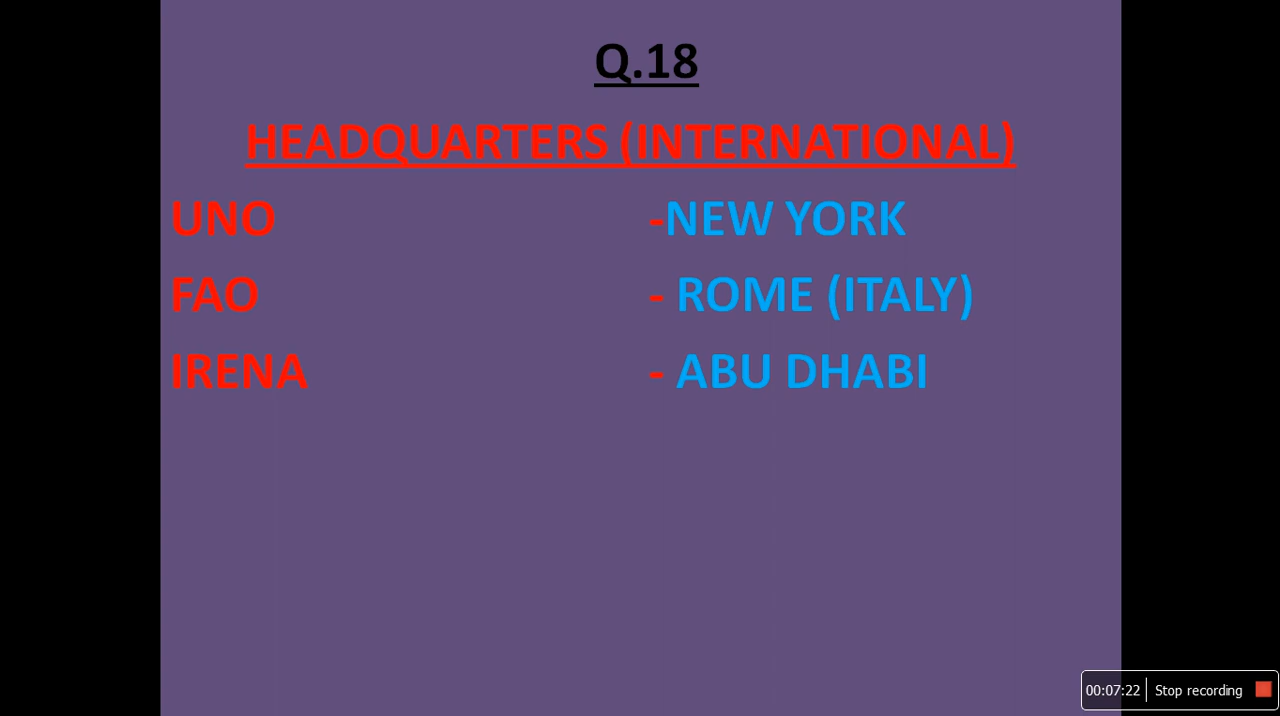 Q.18
HEADQUARTERS (INTERNATIONAL)
UNO -NEW YORK
FAO - ROME (ITALY)
IRENA - ABU DHABI
00:07:22 Stop recording